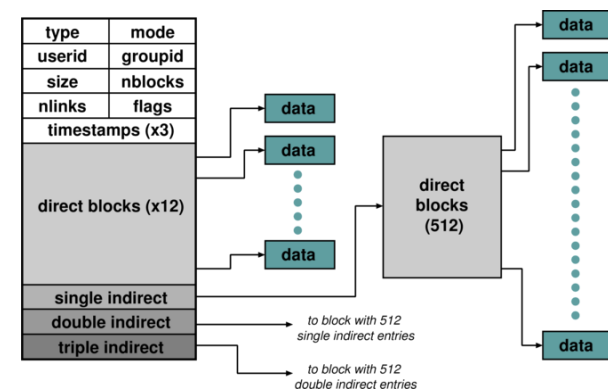 type mode
userid groupid
size nblocks
nlinks flags
timestamps (x3)
direct blocks (x12)
single indirect
double indirect
triple indirect
data
data
data
to block with 512
single indirect entries
to block with 512
double indirect entries
direct
blocks
(512)
data
data
data